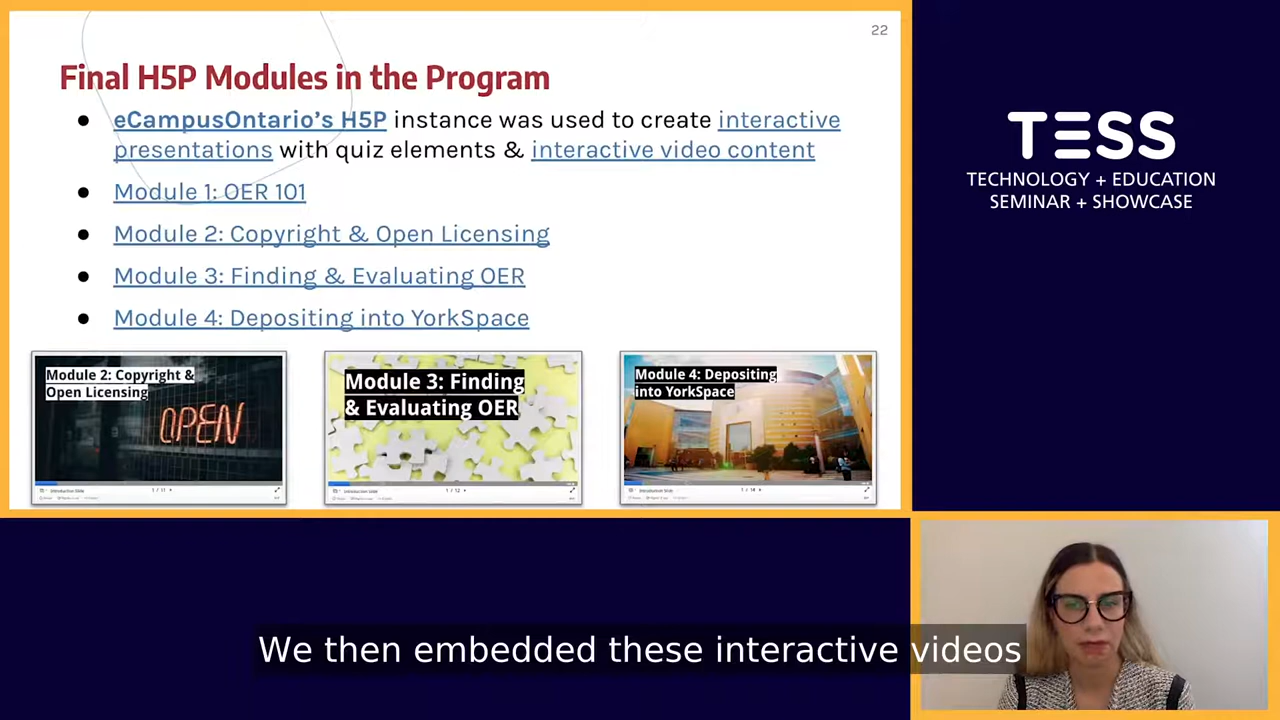 22
Final H5P Modules in the Program
● eCampusOntario’s H5P instance was used to create interactive
presentations with quiz elements & interactive video content
● Module 1: OER 101
● Module 2: Copyright & Open Licensing
● Module 3: Finding & Evaluating OER
● Module 4: Depositing into YorkSpace
Module 2: Copyright &
Open Licensing
OPEN
Module 3: Finding
& Evaluating OER
Module 4: Depositing
into YorkSpace
TESS
TECHNOLOGY + EDUCATION
SEMINAR + SHOWCASE
We then embedded these interactive videos